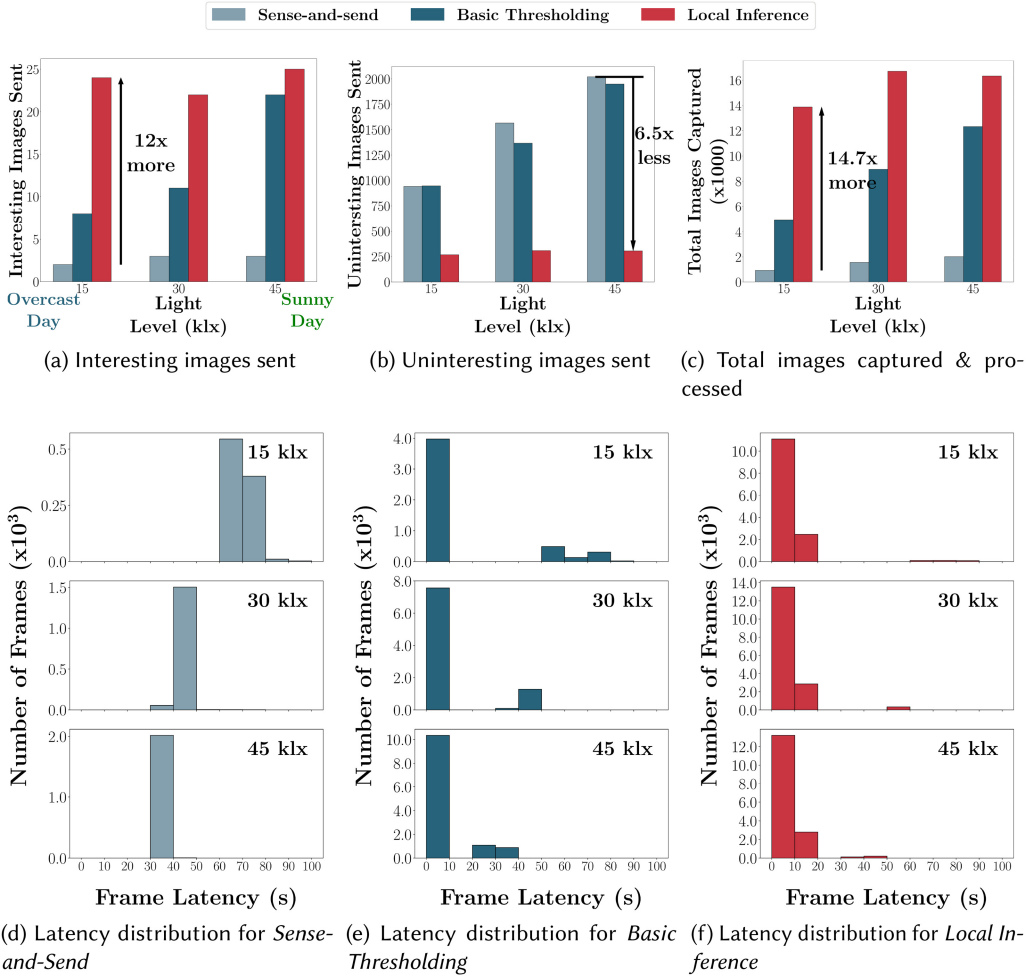 Sense-and-send Basic Thresholding Local Inference
Interesting Images Sent
25
20
15
10
5
0
12x
more
15 30 45
Overcast
Day
Light
Level (klx)
Sunny
Day
(a) Interesting images sent
Uninteresting Images Sent
2000
1750
1500
1250
1000
750
500
250
0
6.5x
less
15 30 45
Light
Level (klx)
(b) Uninteresting images sent
Total Images Captured
(x1000)
16
14
12
10
8
6
4
2
0
14.7x
more
15 30 45
Light
Level (klx)
(c) Total images captured & pro-
cessed
Number of Frames (x10³)
15 klx
0.5
0.25
0.0
30 klx
1.5
1.0
0.5
0.0
45 klx
2.0
1.0
0.0
0 10 20 30 40 50 60 70 80 90 100
Frame Latency (s)
(d) Latency distribution for Sense-
and-Send
Number of Frames (x10³)
15 klx
4.0
3.0
2.0
1.0
0.0
30 klx
8.0
6.0
4.0
2.0
0.0
45 klx
10.0
8.0
6.0
4.0
2.0
0.0
0 10 20 30 40 50 60 70 80 90 100
Frame Latency (s)
(e) Latency distribution for Basic
Thresholding
Number of Frames (x10³)
15 klx
10.0
8.0
6.0
4.0
2.0
0.0
30 klx
14.0
12.0
10.0
8.0
6.0
4.0
2.0
0.0
45 klx
12.0
10.0
8.0
6.0
4.0
2.0
0.0
0 10 20 30 40 50 60 70 80 90 100
Frame Latency (s)
(f) Latency distribution for Local In-
ference